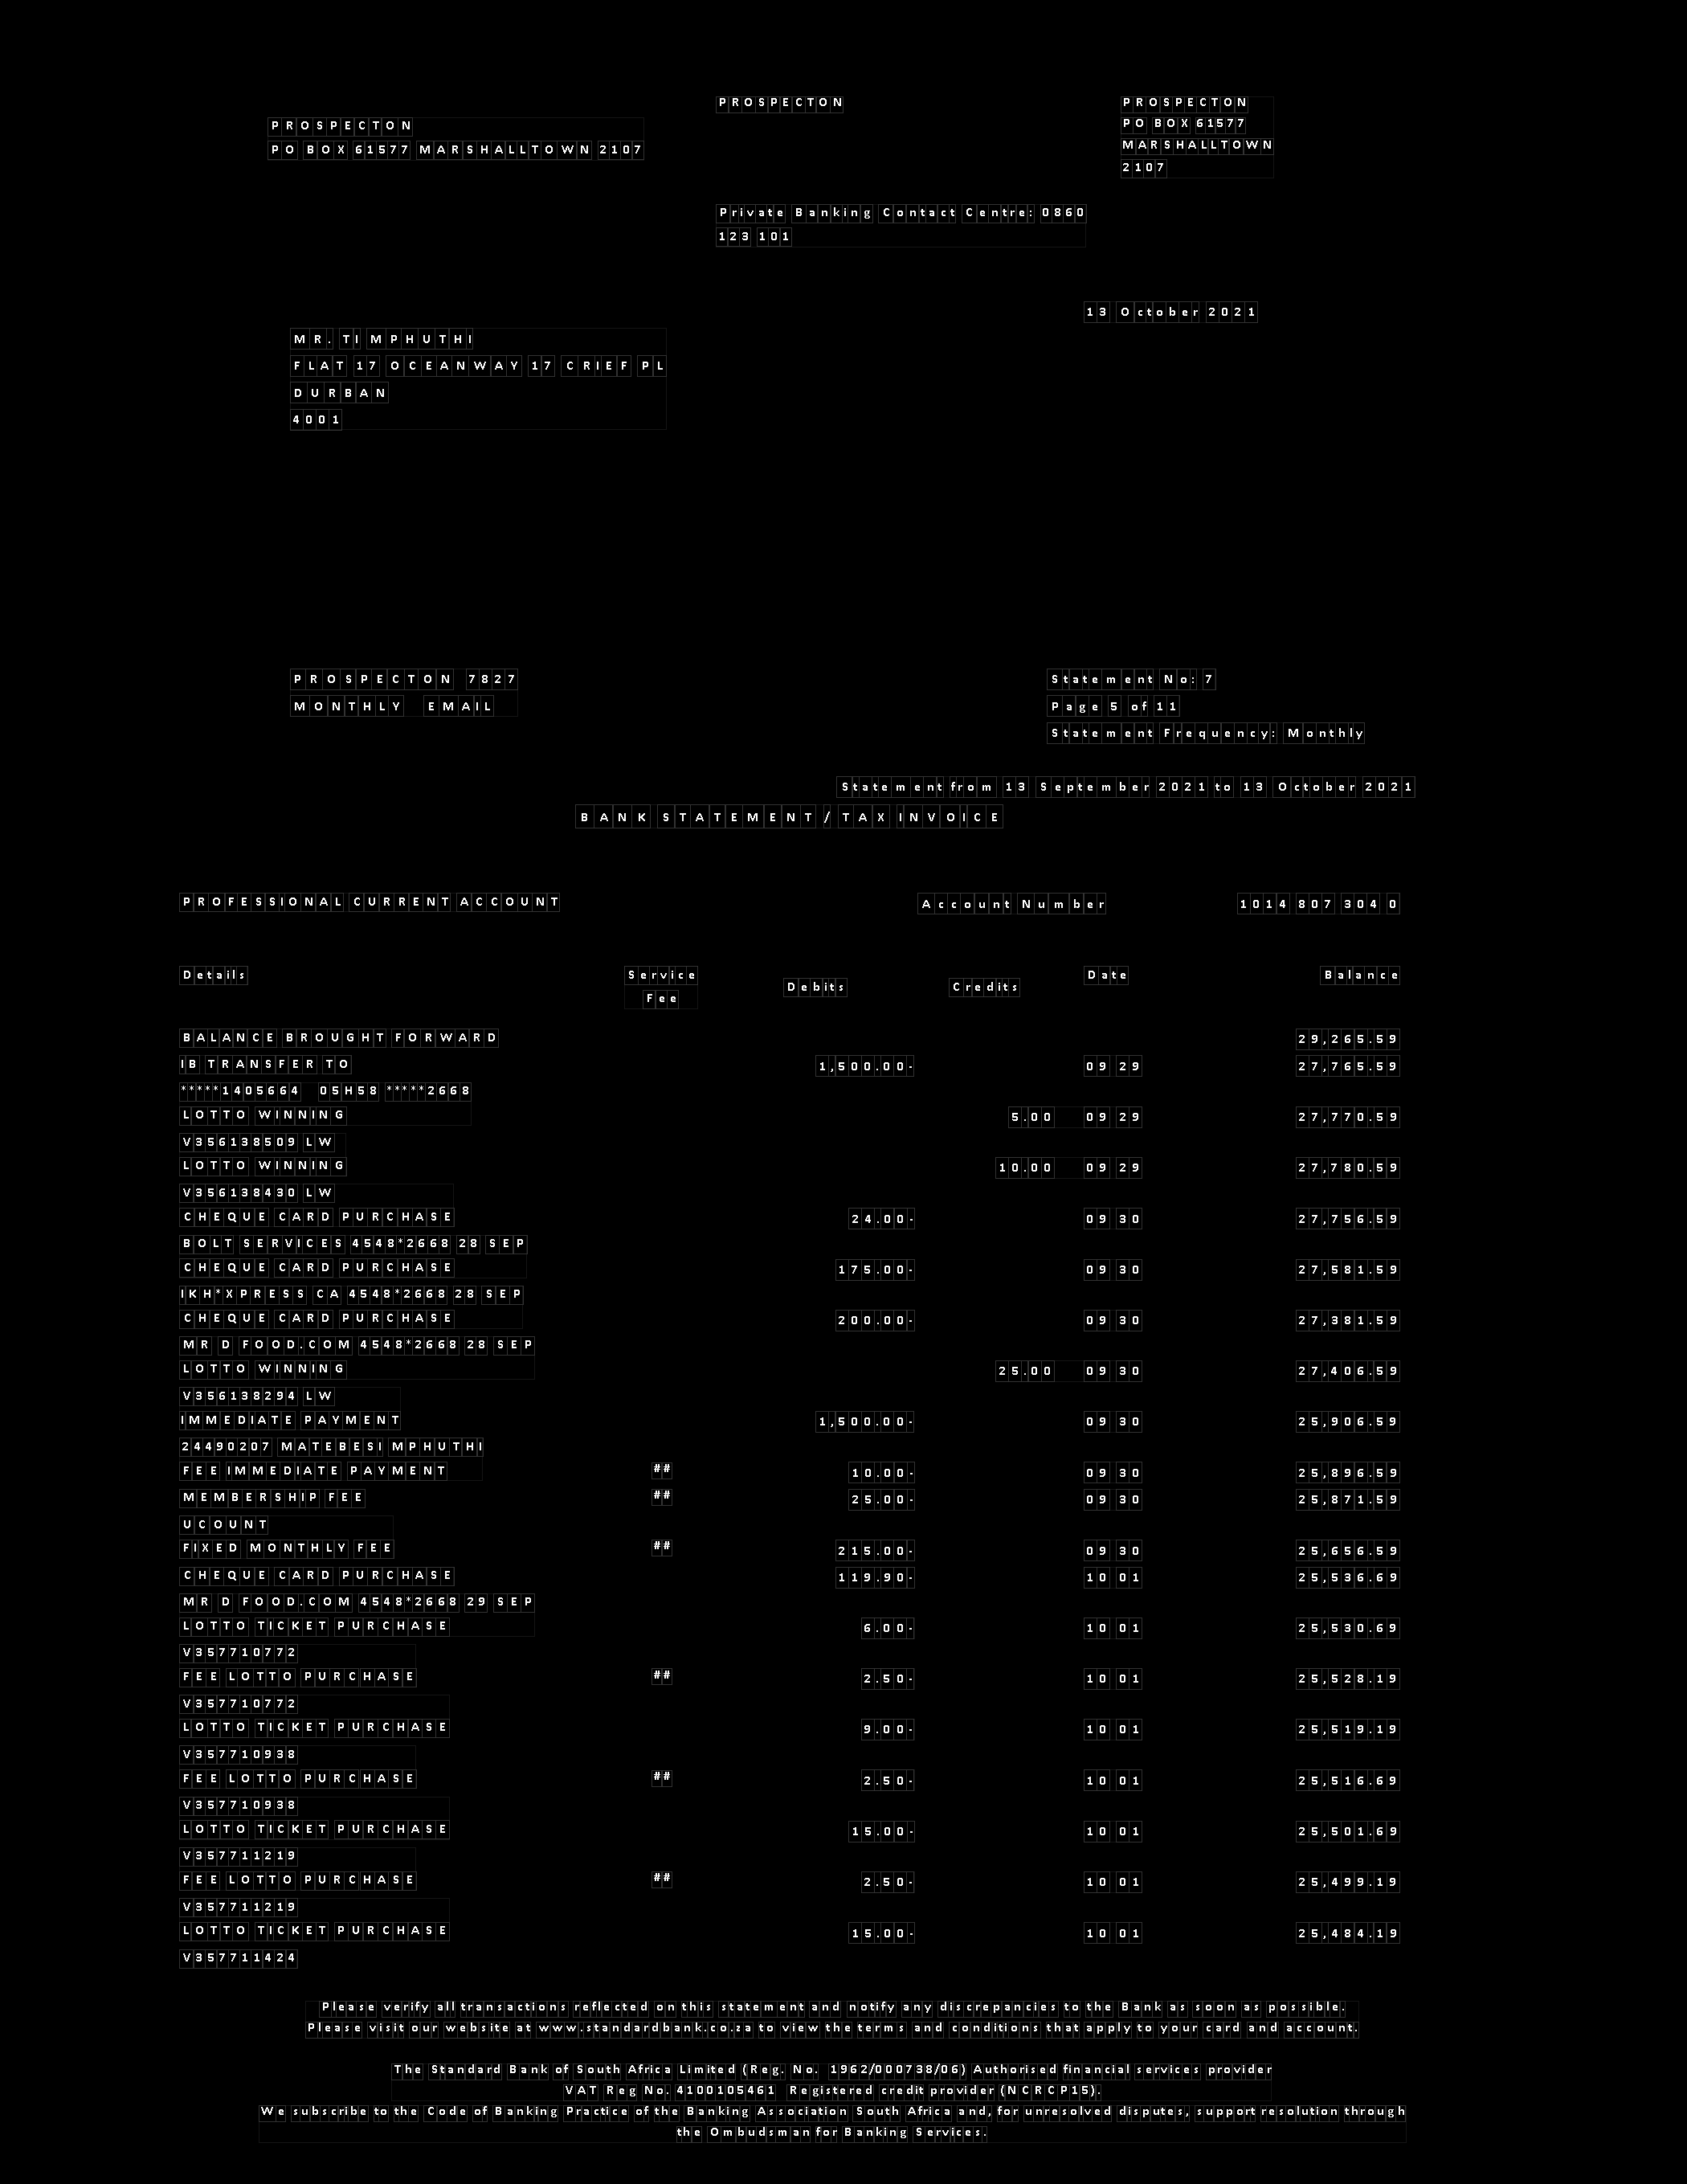 PROSPECTON
PO BOX 61577 MARSHALLTOWN 2107
PROSPECTON
PROSPECTON
PO BOX 61577
MARSHALLTOWN
2107
Private Banking Contact Centre: 0860
123 101
13 October 2021
MR. TI MPHUTHI
FLAT 17 OCEANWAY 17 CRIEF PL
DURBAN
4001
PROSPECTON 7827
MONTHLY EMAIL
Statement No: 7
Page 5 of 11
Statement Frequency: Monthly
Statement from 13 September 2021 to 13 October 2021
BANK STATEMENT / TAX INVOICE
PROFESSIONAL CURRENT ACCOUNT Account Number 1014 807 304 0
Details Service Fee Debits Credits Date Balance
BALANCE BROUGHT FORWARD 29,265.59
IB TRANSFER TO 1,500.00- 09 29 27,765.59
*****1405664 05H58 *****2668
LOTTO WINNING 5.00 09 29 27,770.59
V356138509 LW
LOTTO WINNING 10.00 09 29 27,780.59
V356138430 LW
CHEQUE CARD PURCHASE 24.00- 09 30 27,756.59
BOLT SERVICES 4548*2668 28 SEP
CHEQUE CARD PURCHASE 175.00- 09 30 27,581.59
IKH*XPRESS CA 4548*2668 28 SEP
CHEQUE CARD PURCHASE 200.00- 09 30 27,381.59
MR D FOOD.COM 4548*2668 28 SEP
LOTTO WINNING 25.00 09 30 27,406.59
V356138294 LW
IMMEDIATE PAYMENT 1,500.00- 09 30 25,906.59
24490207 MATEBESI MPHUTHI
FEE IMMEDIATE PAYMENT ## 10.00- 09 30 25,896.59
MEMBERSHIP FEE ## 25.00- 09 30 25,871.59
UCOUNT
FIXED MONTHLY FEE ## 215.00- 09 30 25,656.59
CHEQUE CARD PURCHASE 119.90- 10 01 25,536.69
MR D FOOD.COM 4548*2668 29 SEP
LOTTO TICKET PURCHASE 6.00- 10 01 25,530.69
V357710772
FEE LOTTO PURCHASE ## 2.50- 10 01 25,528.19
V357710772
LOTTO TICKET PURCHASE 9.00- 10 01 25,519.19
V357710938
FEE LOTTO PURCHASE ## 2.50- 10 01 25,516.69
V357710938
LOTTO TICKET PURCHASE 15.00- 10 01 25,501.69
V357711219
FEE LOTTO PURCHASE ## 2.50- 10 01 25,499.19
V357711219
LOTTO TICKET PURCHASE 15.00- 10 01 25,484.19
V357711424
Please verify all transactions reflected on this statement and notify any discrepancies to the Bank as soon as possible.
Please visit our website at www.standardbank.co.za to view the terms and conditions that apply to your card and account.
The Standard Bank of South Africa Limited (Reg. No. 1962/000738/06) Authorised financial services provider
VAT Reg No. 4100105461 Registered credit provider (NCRCP15).
We subscribe to the Code of Banking Practice of the Banking Association South Africa and, for unresolved disputes, support resolution through
the Ombudsman for Banking Services.